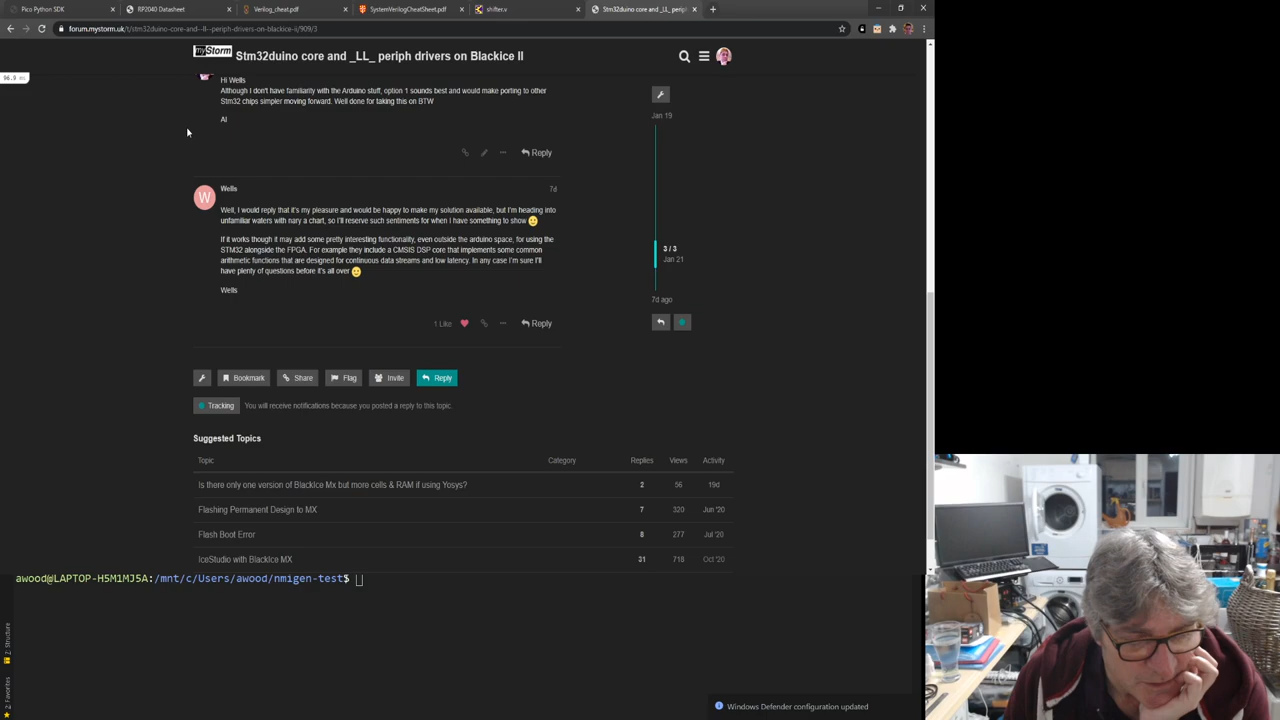 Pico Python SDK
RP2040 Datasheet
Verilog_cheat.pdf
SystemVerilogCheatSheet.pdf
shifter.v
Stm32duino core and _LL_ perip
forum.mystorm.uk/t/stm32duino-core-and--ll--periph-drivers-on-blackice-ii/909/3
myStorm
Stm32duino core and _LL_ periph drivers on Blackice II
96.9 ms
Hi Wells
Although I don't have familiarity with the Arduino stuff, option 1 sounds best and would make porting to other
Stm32 chips simpler moving forward. Well done for taking this on BTW
Al
Reply
Jan 19
W
Wells
7d
Well, I would reply that it's my pleasure and would be happy to make my solution available, but I'm heading into
unfamiliar waters with nary a chart, so I'll reserve such sentiments for when I have something to show
If it works though it may add some pretty interesting functionality, even outside the arduino space, for using the
STM32 alongside the FPGA. For example they include a CMSIS DSP core that implements some common
arithmetic functions that are designed for continuous data streams and low latency. In any case I'm sure I'll
have plenty of questions before it's all over
Wells
3 / 3
Jan 21
7d ago
1 Like
Reply
Bookmark
Share
Flag
Invite
Reply
Tracking
You will receive notifications because you posted a reply to this topic.
Suggested Topics
Topic
Category
Replies
Views
Activity
Is there only one version of BlackIce Mx but more cells & RAM if using Yosys?
2
56
19d
Flashing Permanent Design to MX
7
320
Jun '20
Flash Boot Error
8
277
Jul '20
IceStudio with BlackIce MX
31
718
Oct '20
awood@LAPTOP-H5M1MJ5A:/mnt/c/Users/awood/nmigen-test$
Z: Structure
2: Favorites
Windows Defender configuration updated